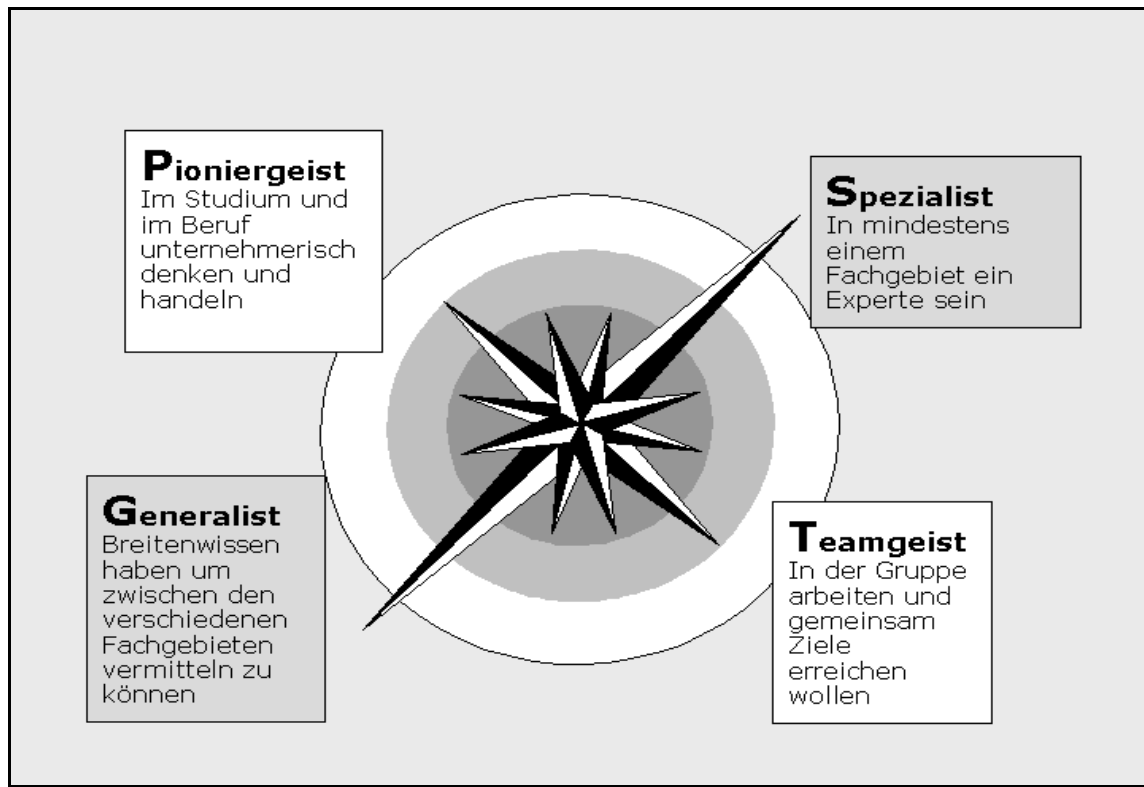 Pioniergeist
Im Studium und
im Beruf
unternehmerisch
denken und
handeln
Spezialist
In mindestens
einem
Fachgebiet ein
Experte sein
Generalist
Breitenwissen
haben um
zwischen den
verschiedenen
Fachgebieten
vermitteln zu
können
Teamgeist
In der Gruppe
arbeiten und
gemeinsam
Ziele
erreichen
wollen